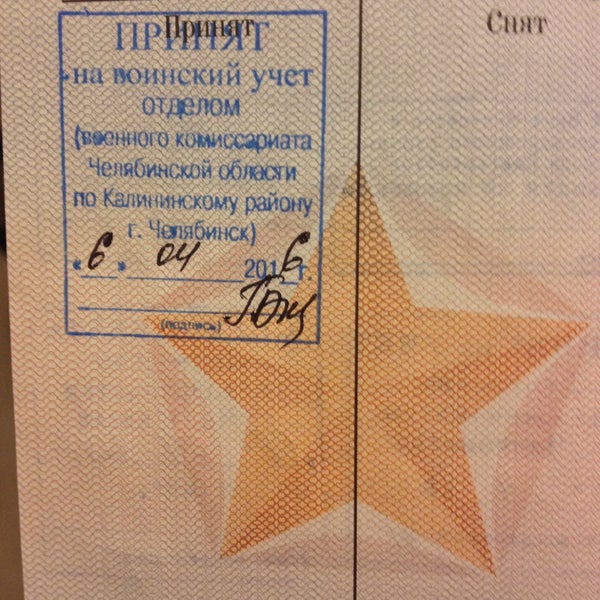 Принят
Снят
ПРИНЯТ
на воинский учет
отделом
(военного комиссариата
Челябинской области
по Калининскому району
г. Челябинск)
«6» 04 2016 г.
(подпись)